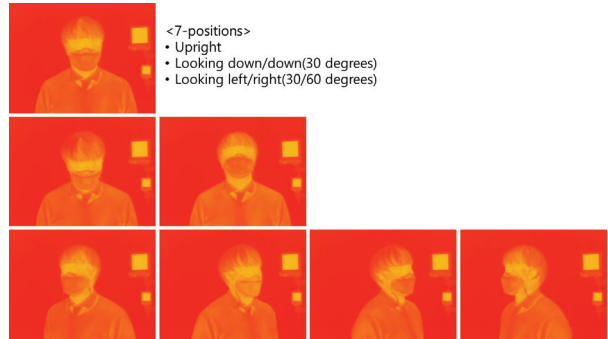 <7-positions>
• Upright
• Looking down/down(30 degrees)
• Looking left/right(30/60 degrees)